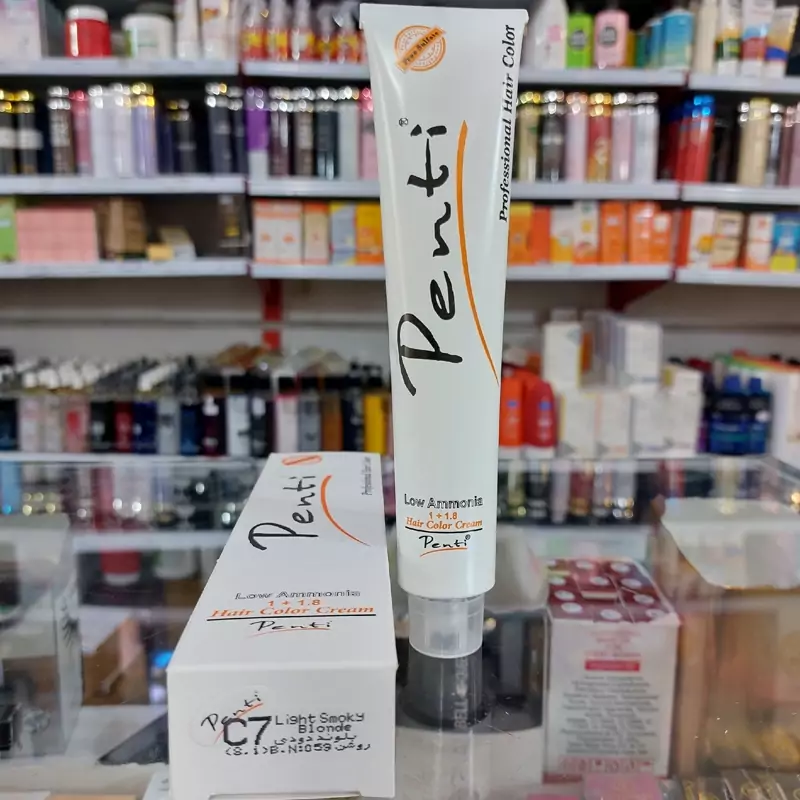 Penti®
Professional Hair Color
Low Ammonia
1 + 1.8
Hair Color Cream
Penti®
Penti
Low Ammonia
1 + 1.8
Hair Color Cream
Penti
Penti
C7
Light Smoky
Blonde
بلوند دودی
روشن B.N:059